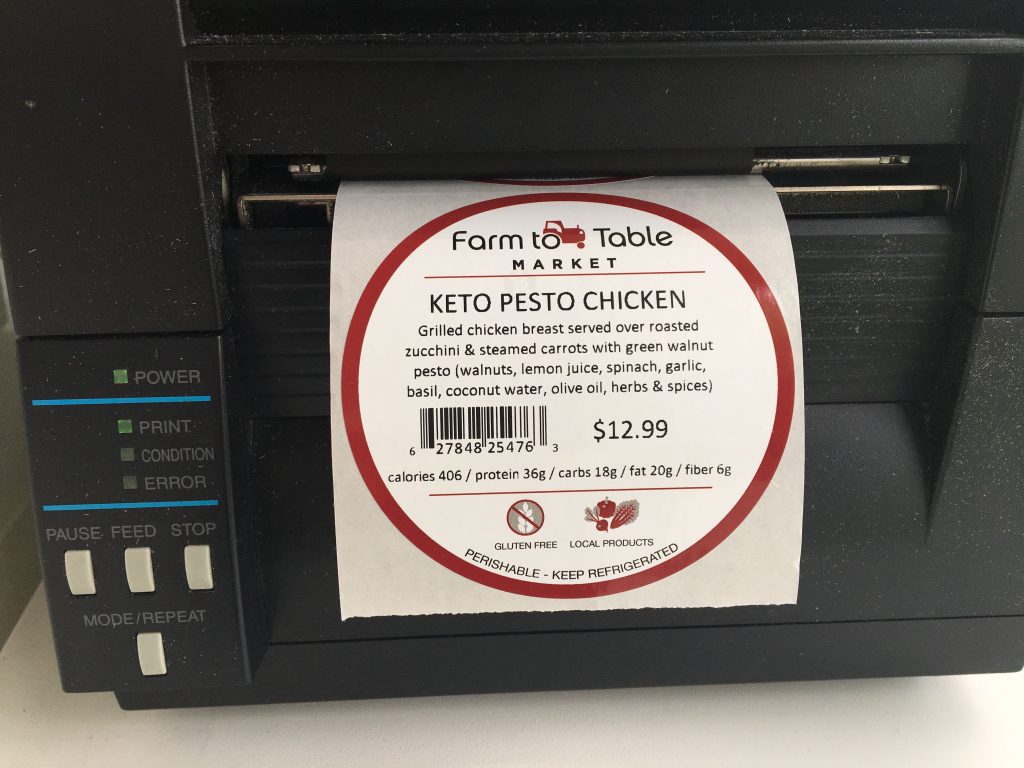 Farm to Table
MARKET
KETO PESTO CHICKEN
Grilled chicken breast served over roasted
zucchini & steamed carrots with green walnut
pesto (walnuts, lemon juice, spinach, garlic,
basil, coconut water, olive oil, herbs & spices)
6 27848 25476 3
$12.99
calories 406 / protein 36g / carbs 18g / fat 20g / fiber 6g
GLUTEN FREE LOCAL PRODUCTS
PERISHABLE - KEEP REFRIGERATED
POWER
PRINT
CONDITION
ERROR
PAUSE FEED STOP
MODE/REPEAT